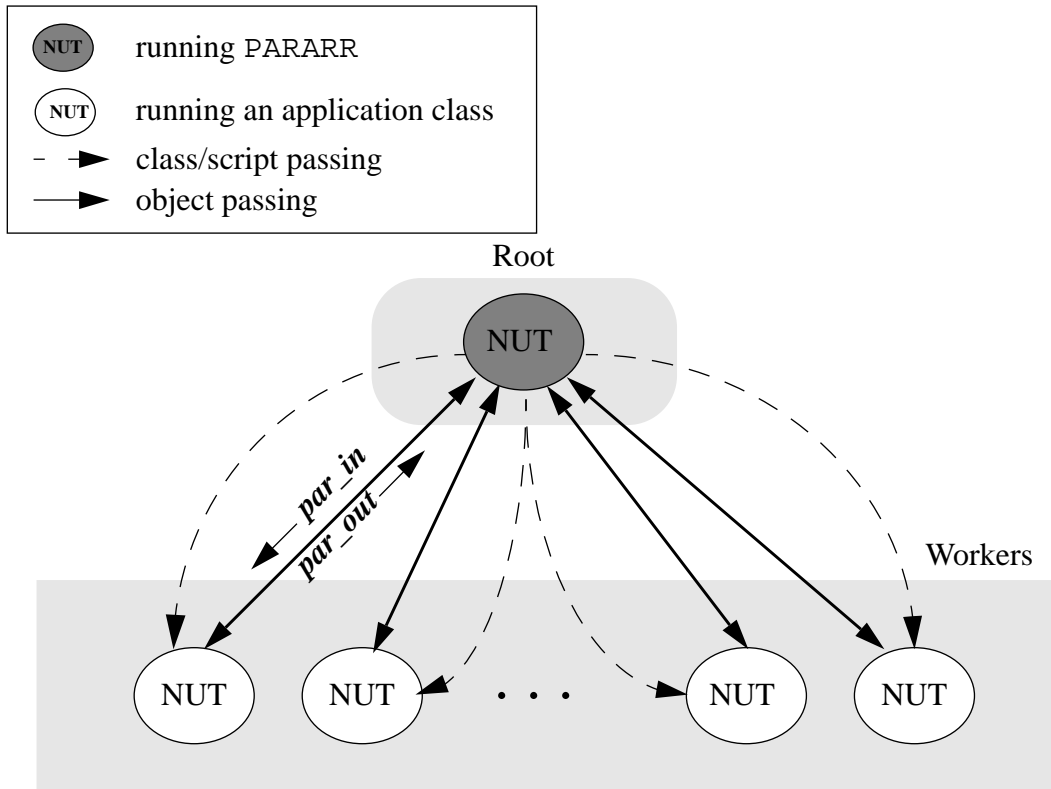 NUT running PARARR
NUT running an application class
class/script passing
object passing
Root
NUT
par_in
par_out
Workers
NUT NUT . . . NUT NUT